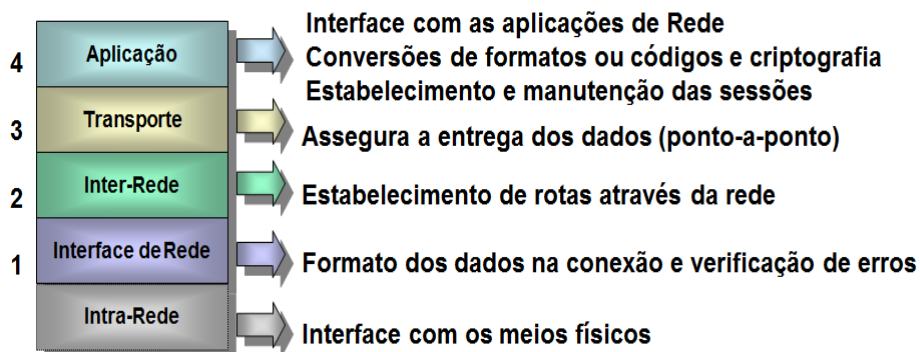 Interface com as aplicações de Rede
4 Aplicação Conversões de formatos ou códigos e criptografia
Estabelecimento e manutenção das sessões
3 Transporte Assegura a entrega dos dados (ponto-a-ponto)
2 Inter-Rede Estabelecimento de rotas através da rede
1 Interface de Rede Formato dos dados na conexão e verificação de erros
Intra-Rede Interface com os meios físicos